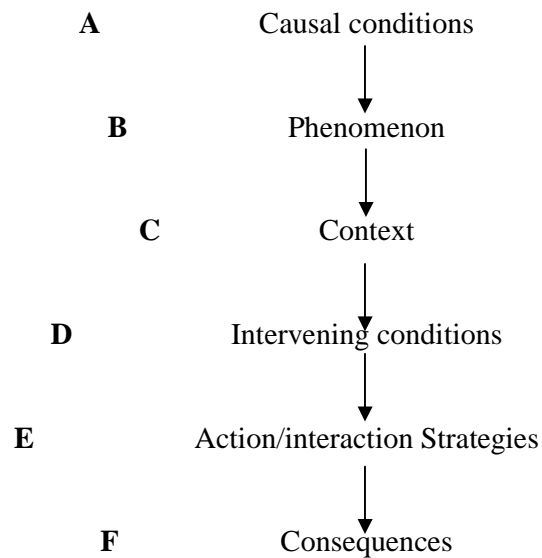 A Causal conditions
B Phenomenon
C Context
D Intervening conditions
E Action/interaction Strategies
F Consequences